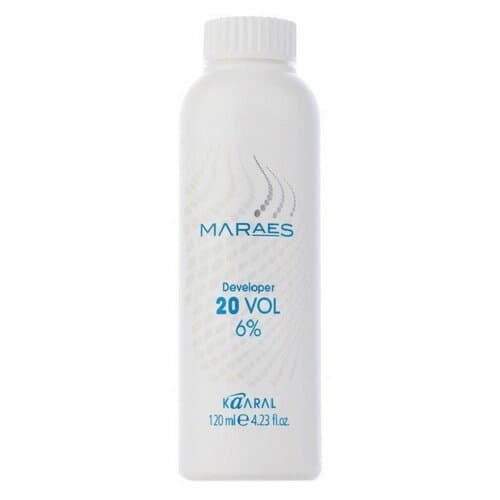 MARAES
Developer
20 VOL
6%
KAARAL
120 ml e 4.23 fl.oz.